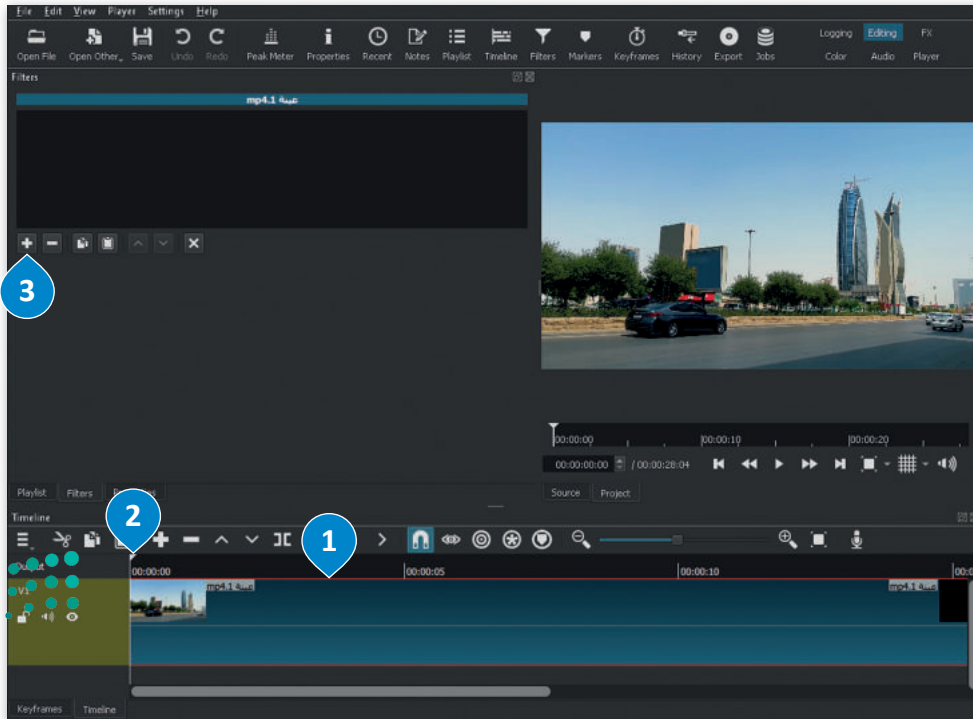 File Edit View Player Settings Help
Open File Open Other... Save Undo Redo Peak Meter Properties Recent Notes Playlist Timeline Filters Markers Keyframes History Export Jobs
Logging Editing FX
Color Audio Player
Filters
عينة 1.mp4
3
00:00:00 00:00:10 00:00:20
00:00:00:00 / 00:00:28:04
Playlist Filters
Source Project
Timeline
2
1
Output
00:00:00 00:00:05 00:00:10
V1
عينة 1.mp4 عينة 1.mp4
Keyframes Timeline